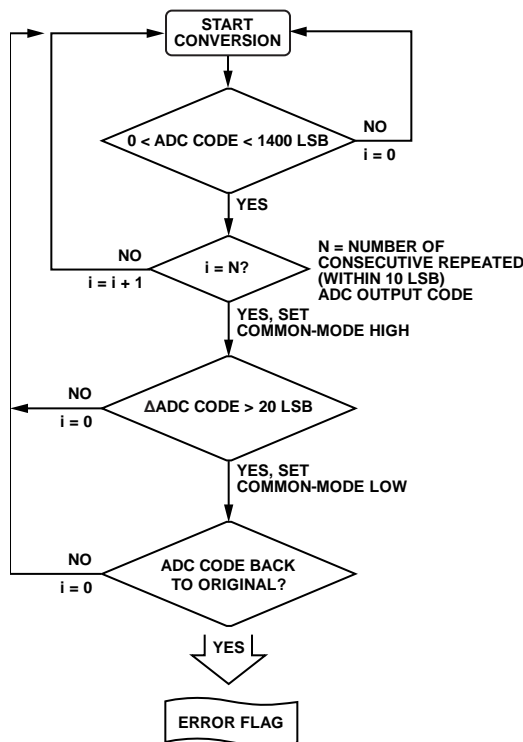 START
CONVERSION
0 < ADC CODE < 1400 LSB
NO
i = 0
YES
i = N?
NO
i = i + 1
N = NUMBER OF
CONSECUTIVE REPEATED
(WITHIN 10 LSB)
ADC OUTPUT CODE
YES, SET
COMMON-MODE HIGH
ΔADC CODE > 20 LSB
NO
i = 0
YES, SET
COMMON-MODE LOW
ADC CODE BACK
TO ORIGINAL?
NO
i = 0
YES
ERROR FLAG